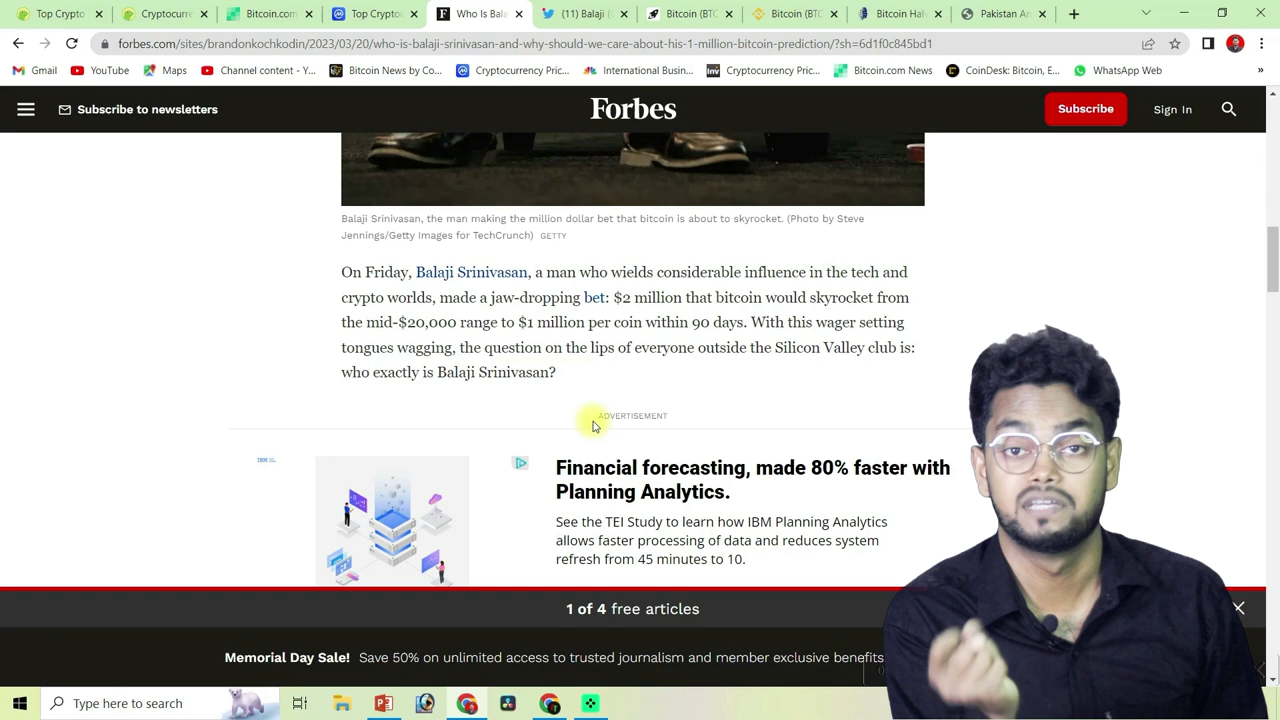 Top Cryp
Cryptocurre
Bitcoin.com
Top Cryptoc
Who Is Bala
(11) Balaji (
Bitcoin (BTC
Bitcoin (BTC
Bitcoin Halv
Pakistan Ar
forbes.com/sites/brandonkochkodin/2023/03/20/who-is-balaji-srinivasan-and-why-should-we-care-about-his-1-million-bitcoin-prediction/?sh=6d1f0c845bd1
Gmail
YouTube
Maps
Channel content - Y...
Bitcoin News by Co...
Cryptocurrency Pric...
International Busin...
Cryptocurrency Pric...
Bitcoin.com News
CoinDesk: Bitcoin, E...
WhatsApp Web
Subscribe to newsletters
Forbes
Subscribe
Sign In
Balaji Srinivasan, the man making the million dollar bet that bitcoin is about to skyrocket. (Photo by Steve
Jennings/Getty Images for TechCrunch) GETTY
On Friday, Balaji Srinivasan, a man who wields considerable influence in the tech and
crypto worlds, made a jaw-dropping bet: $2 million that bitcoin would skyrocket from
the mid-$20,000 range to $1 million per coin within 90 days. With this wager setting
tongues wagging, the question on the lips of everyone outside the Silicon Valley club is:
who exactly is Balaji Srinivasan?
ADVERTISEMENT
Financial forecasting, made 80% faster with
Planning Analytics.
See the TEI Study to learn how IBM Planning Analytics
allows faster processing of data and reduces system
refresh from 45 minutes to 10.
1 of 4 free articles
Memorial Day Sale! Save 50% on unlimited access to trusted journalism and member exclusive benefits
Type here to search